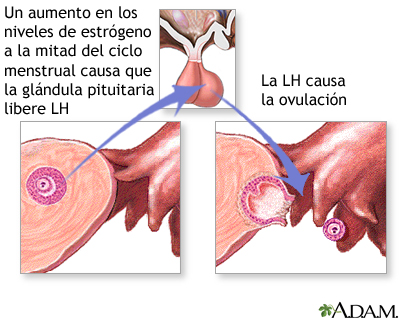 Un aumento en los
niveles de estrógeno
a la mitad del ciclo
menstrual causa que
la glándula pituitaria
libere LH
La LH causa
la ovulación
ADAM.